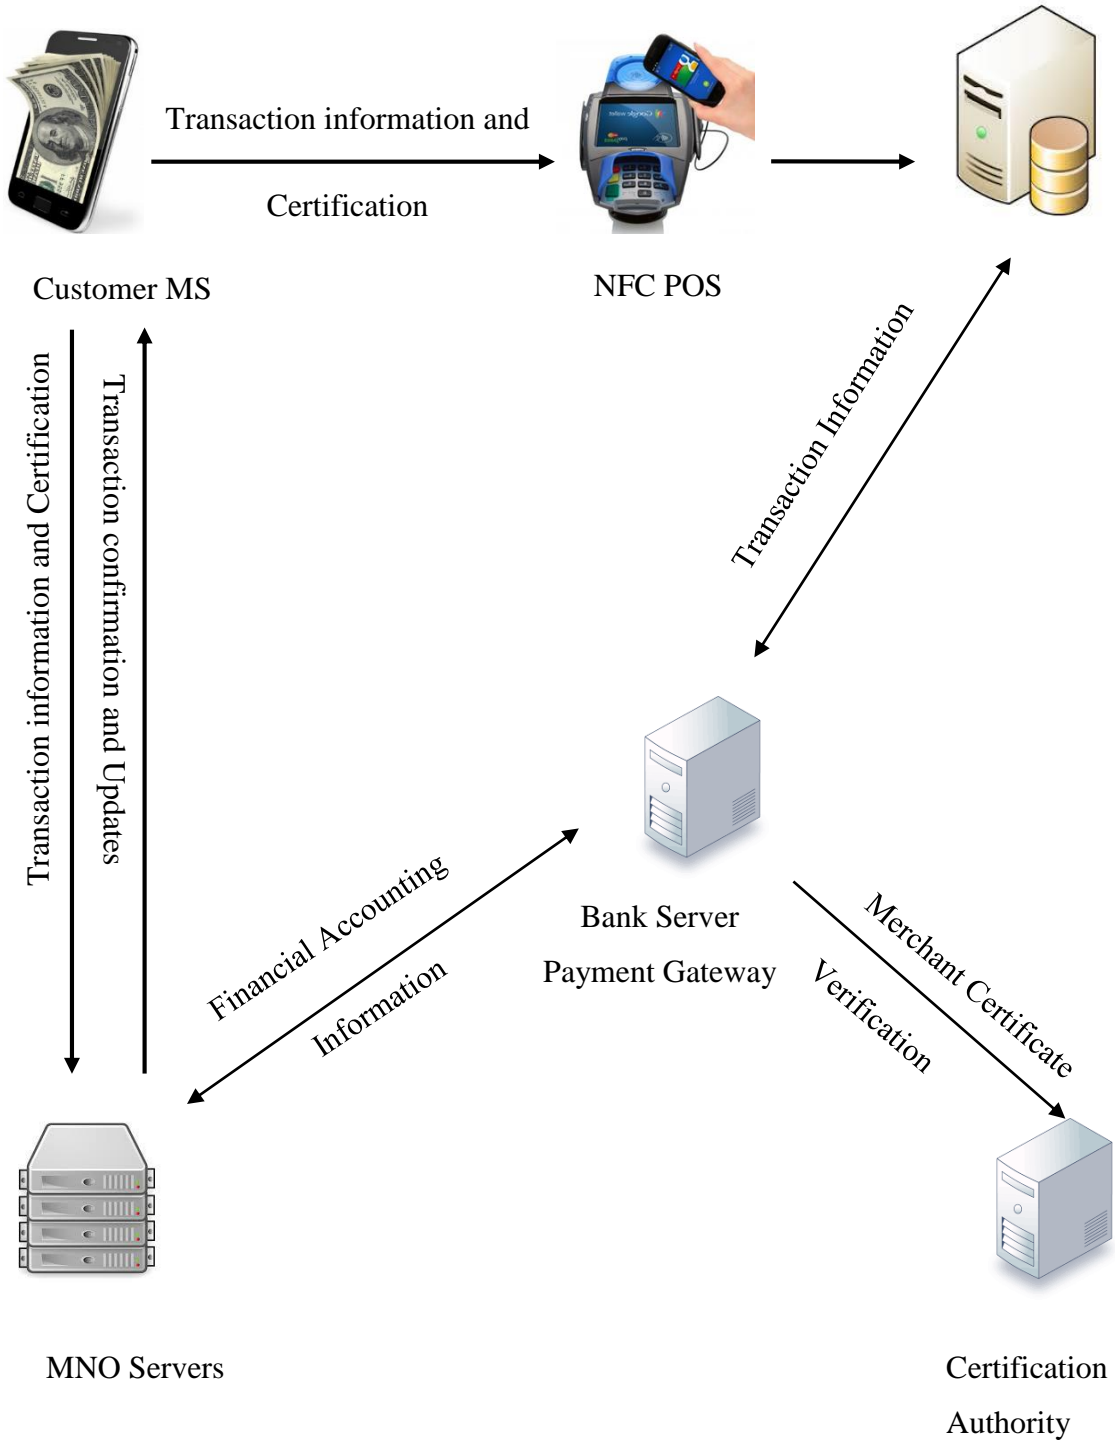 Transaction information and
Certification
Customer MS
NFC POS
Transaction information and Certification
Transaction confirmation and Updates
Transaction Information
Financial Accounting
Information
Bank Server
Payment Gateway
Merchant Certificate
Verification
MNO Servers
Certification
Authority